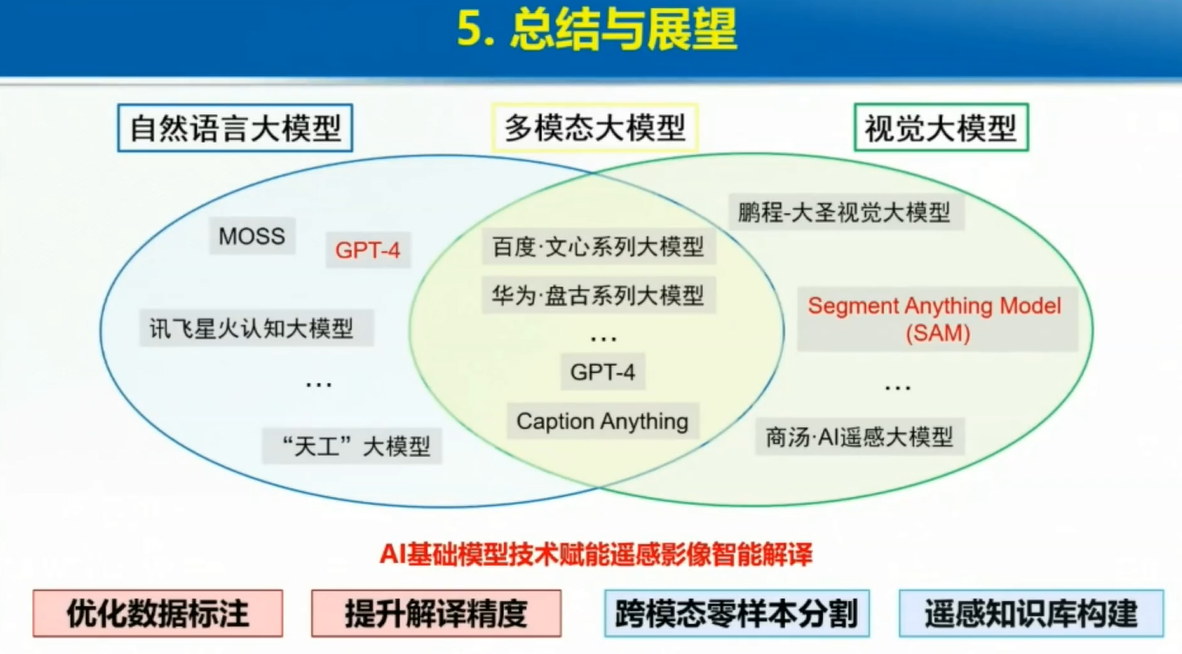 5. 总结与展望
自然语言大模型
多模态大模型
视觉大模型
MOSS
GPT-4
讯飞星火认知大模型
...
“天工”大模型
百度·文心系列大模型
华为·盘古系列大模型
...
GPT-4
Caption Anything
鹏程-大圣视觉大模型
Segment Anything Model
(SAM)
...
商汤·AI遥感大模型
AI基础模型技术赋能遥感影像智能解译
优化数据标注
提升解译精度
跨模态零样本分割
遥感知识库构建